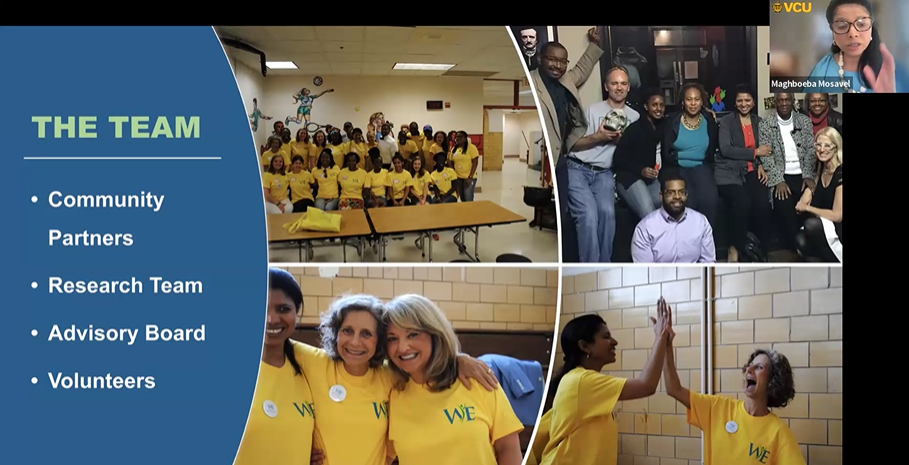 THE TEAM
• Community
Partners
• Research Team
• Advisory Board
• Volunteers
VCU
Maghboeba Mosavel
WE
WE
WE
WE